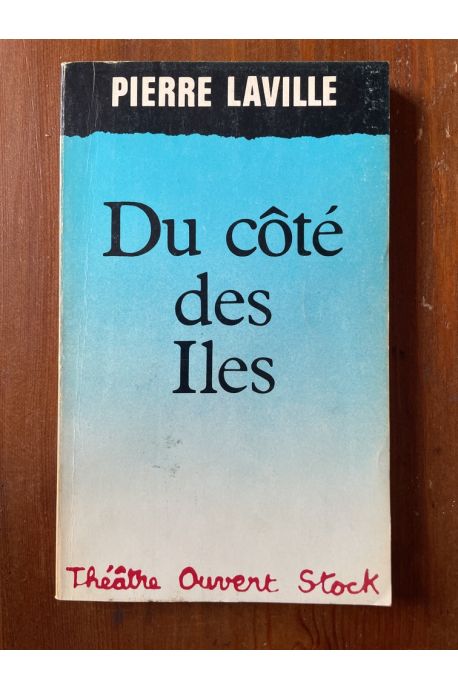 PIERRE LAVILLE
Du côté
des
Iles
Théâtre Ouvert Stock